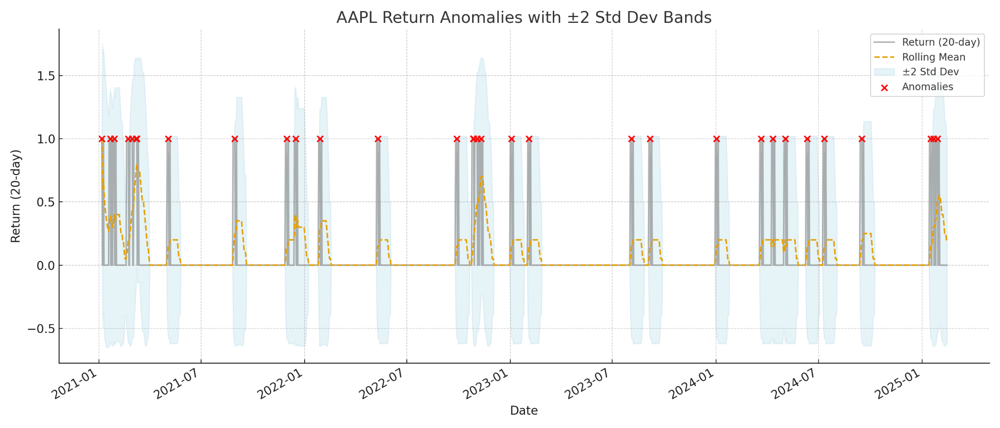 AAPL Return Anomalies with ±2 Std Dev Bands
Return (20-day)
Rolling Mean
±2 Std Dev
Anomalies
Return (20-day)
1.5
1.0
0.5
0.0
−0.5
2021-01
2021-07
2022-01
2022-07
2023-01
2023-07
2024-01
2024-07
2025-01
Date